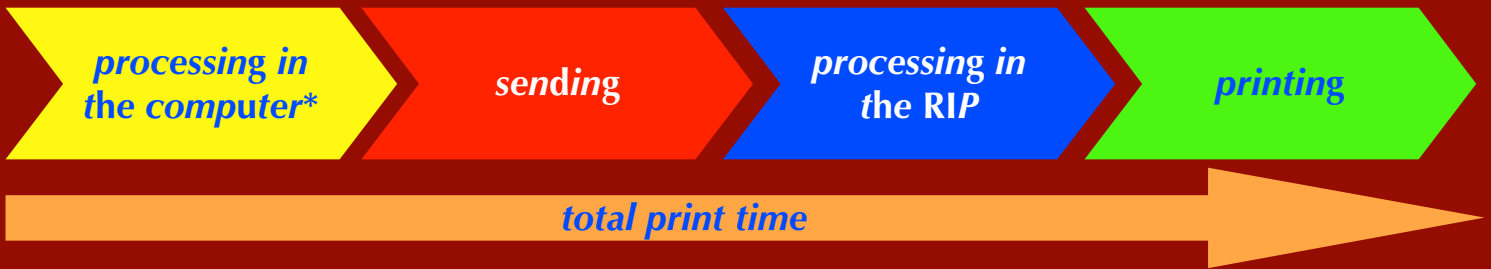 processing in
the computer*
sending
processing in
the RIP
printing
total print time